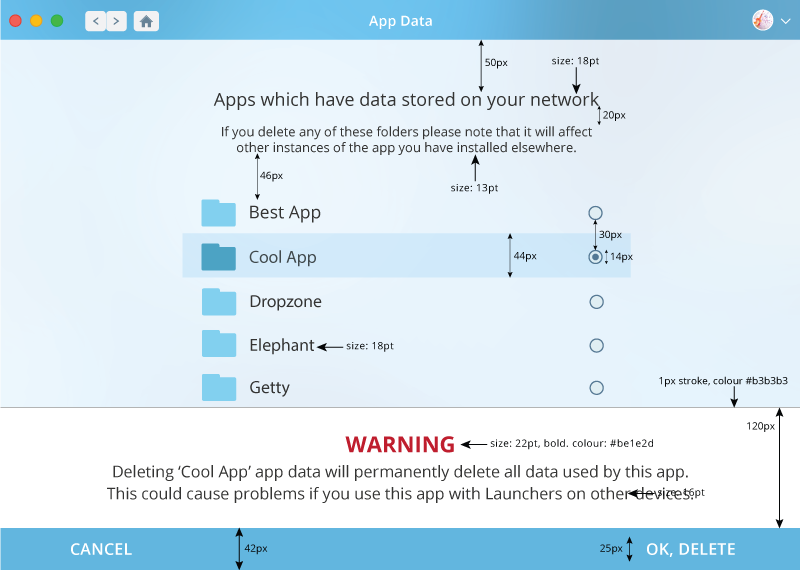 App Data
50px
size: 18pt
Apps which have data stored on your network
20px
If you delete any of these folders please note that it will affect
other instances of the app you have installed elsewhere.
46px
size: 13pt
Best App
30px
Cool App
44px
14px
Dropzone
Elephant
size: 18pt
Getty
1px stroke, colour #b3b3b3
120px
WARNING
size: 22pt, bold. colour: #be1e2d
Deleting ‘Cool App’ app data will permanently delete all data used by this app.
This could cause problems if you use this app with Launchers on other devices.
size: 16pt
CANCEL
42px
25px
OK, DELETE